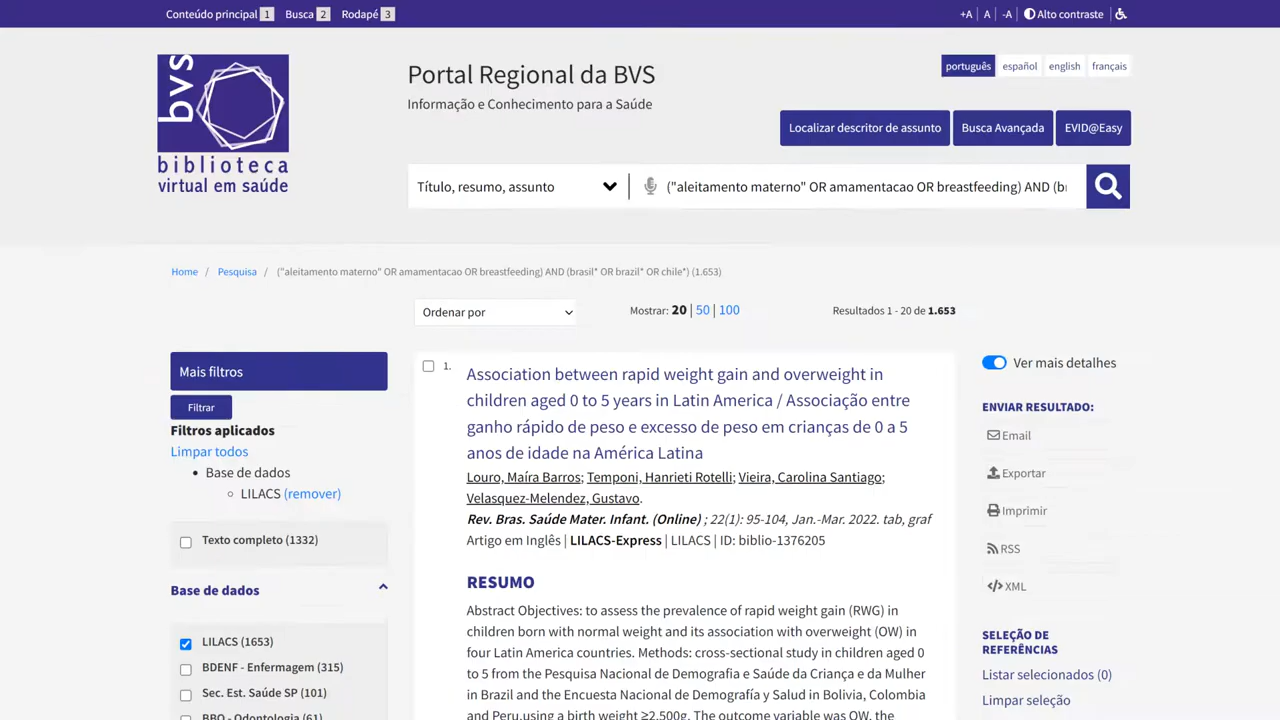 Conteúdo principal 1 Busca 2 Rodapé 3
+A | A | -A | Alto contraste |
bvs
biblioteca
virtual em saúde
Portal Regional da BVS
Informação e Conhecimento para a Saúde
português español english français
Localizar descritor de assunto Busca Avançada EVID@Easy
Título, resumo, assunto ("aleitamento materno" OR amamentacao OR breastfeeding) AND (b
Home / Pesquisa / ("aleitamento materno" OR amamentacao OR breastfeeding) AND (brasil* OR brazil* OR chile*) (1.653)
Ordenar por Mostrar: 20 | 50 | 100 Resultados 1 - 20 de 1.653
Mais filtros
Filtrar
Filtros aplicados
Limpar todos
• Base de dados
LILACS (remover)
Texto completo (1332)
Base de dados
LILACS (1653)
BDENF - Enfermagem (315)
Sec. Est. Saúde SP (101)
BBO - Odontologia (61)
1.
Association between rapid weight gain and overweight in
children aged 0 to 5 years in Latin America / Associação entre
ganho rápido de peso e excesso de peso em crianças de 0 a 5
anos de idade na América Latina
Louro, Maíra Barros; Temponi, Hanrieti Rotelli; Vieira, Carolina Santiago;
Velasquez-Melendez, Gustavo.
Rev. Bras. Saúde Mater. Infant. (Online) ; 22(1): 95-104, Jan.-Mar. 2022. tab, graf
Artigo em Inglês | LILACS-Express | LILACS | ID: biblio-1376205
RESUMO
Abstract Objectives: to assess the prevalence of rapid weight gain (RWG) in
children born with normal weight and its association with overweight (OW) in
four Latin America countries. Methods: cross-sectional study in children aged 0
to 5 from the Pesquisa Nacional de Demografia e Saúde da Criança e da Mulher
in Brazil and the Encuesta Nacional de Demografía y Salud in Bolivia, Colombia
and Peru,using a birth weight ≥2,500g. The outcome variable was OW, the
Ver mais detalhes
ENVIAR RESULTADO:
Email
Exportar
Imprimir
RSS
XML
SELEÇÃO DE
REFERÊNCIAS
Listar selecionados (0)
Limpar seleção